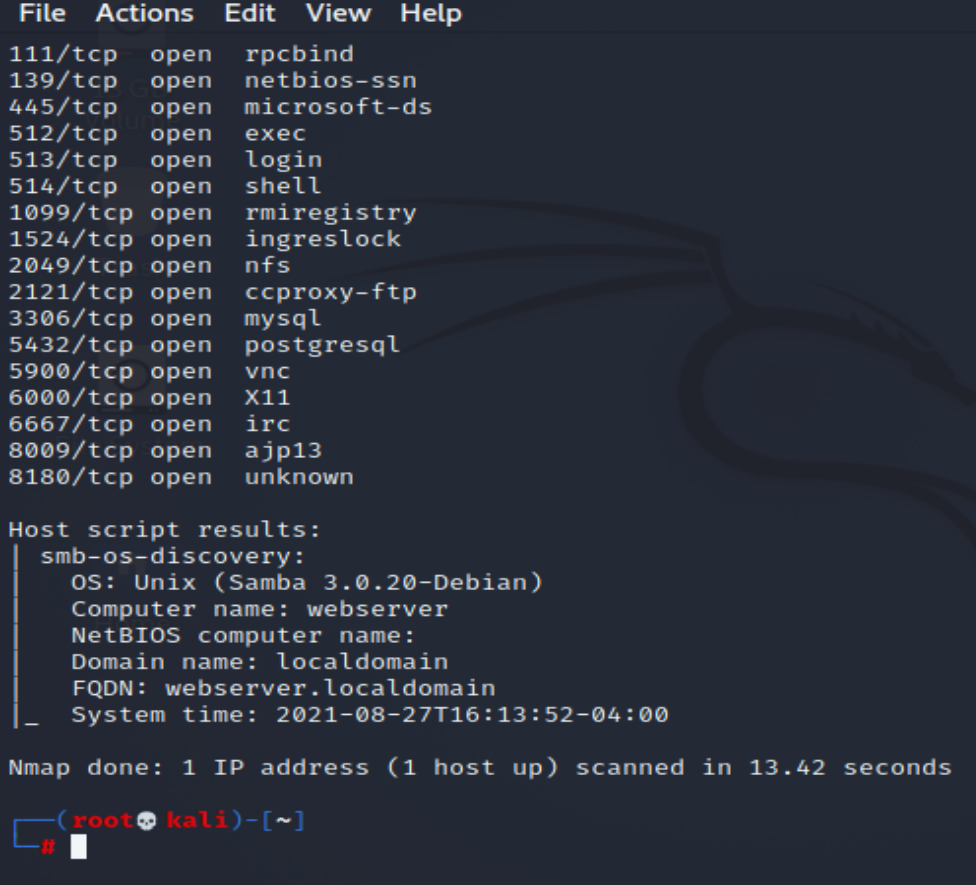 File Actions Edit View Help
111/tcp open rpcbind
139/tcp open netbios-ssn
445/tcp open microsoft-ds
512/tcp open exec
513/tcp open login
514/tcp open shell
1099/tcp open rmiregistry
1524/tcp open ingreslock
2049/tcp open nfs
2121/tcp open ccproxy-ftp
3306/tcp open mysql
5432/tcp open postgresql
5900/tcp open vnc
6000/tcp open X11
6667/tcp open irc
8009/tcp open ajp13
8180/tcp open unknown
Host script results:
| smb-os-discovery:
|   OS: Unix (Samba 3.0.20-Debian)
|   Computer name: webserver
|   NetBIOS computer name:
|   Domain name: localdomain
|   FQDN: webserver.localdomain
|_  System time: 2021-08-27T16:13:52-04:00
Nmap done: 1 IP address (1 host up) scanned in 13.42 seconds
┌──(root💀kali)-[~]
└─#